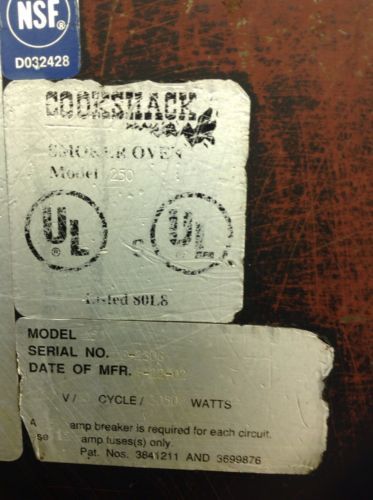 NSF®
D032428
COOKSHACK
SMOKER OVEN
Model 250
UL UL
® C ®
Listed 80L8
MODEL
SERIAL NO.
DATE OF MFR.
V/ CYCLE/ WATTS
A amp breaker is required for each circuit.
se amp fuses(s) only.
Pat. Nos. 3841211 AND 3699876